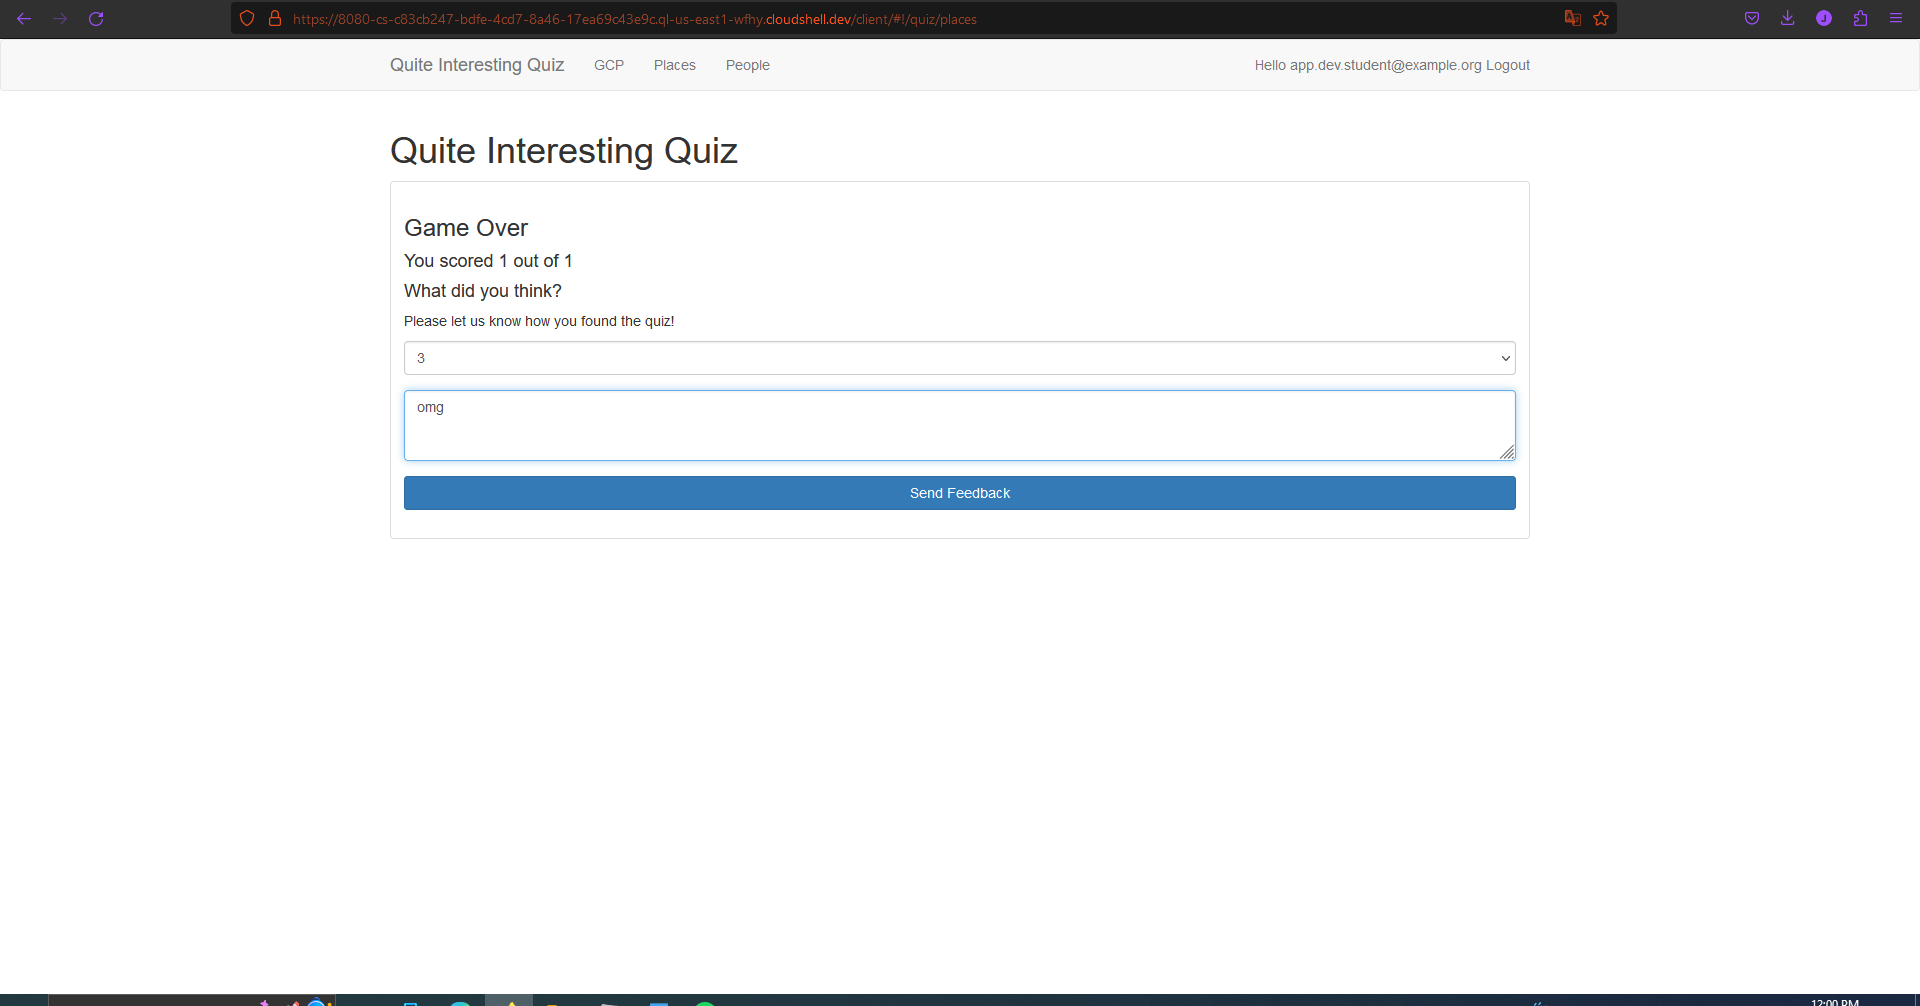 https://8080-cs-c83cb247-bdfe-4cd7-8a46-17ea69c43e9c.ql-us-east1-wfhy.cloudshell.dev/client/#!/quiz/places
Quite Interesting Quiz GCP Places People Hello app.dev.student@example.org Logout
Quite Interesting Quiz
Game Over
You scored 1 out of 1
What did you think?
Please let us know how you found the quiz!
3
omg
Send Feedback
12:00 PM